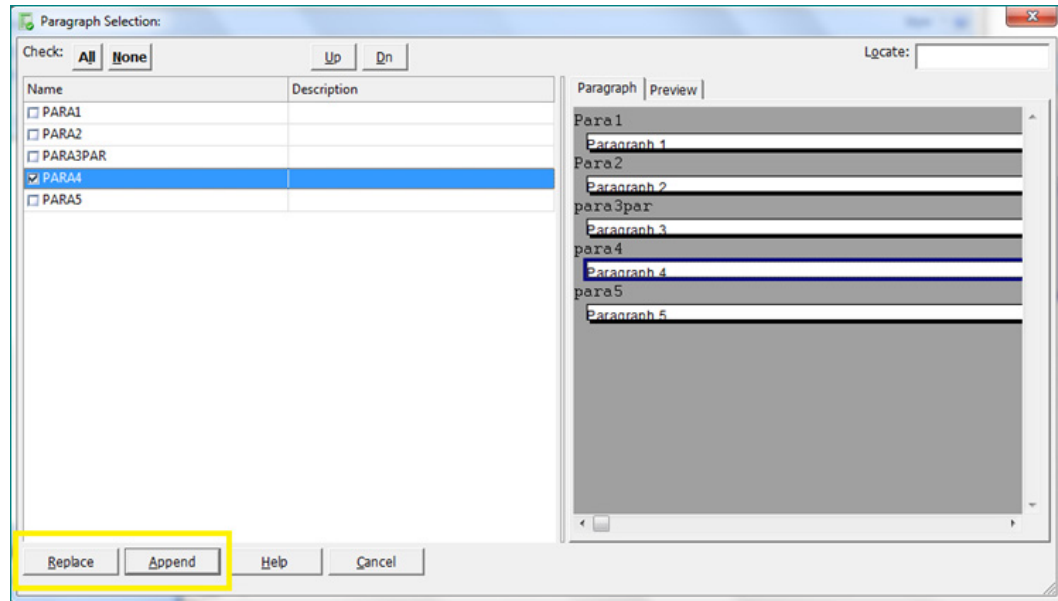 Paragraph Selection:
Check: All None Up Dn Locate:
Name Description
PARA1
PARA2
PARA3PAR
PARA4
PARA5
Paragraph Preview
Para1
Paragraph 1
Para2
Paragraph 2
para3par
Paragraph 3
para4
Paragraph 4
para5
Paragraph 5
Replace Append Help Cancel